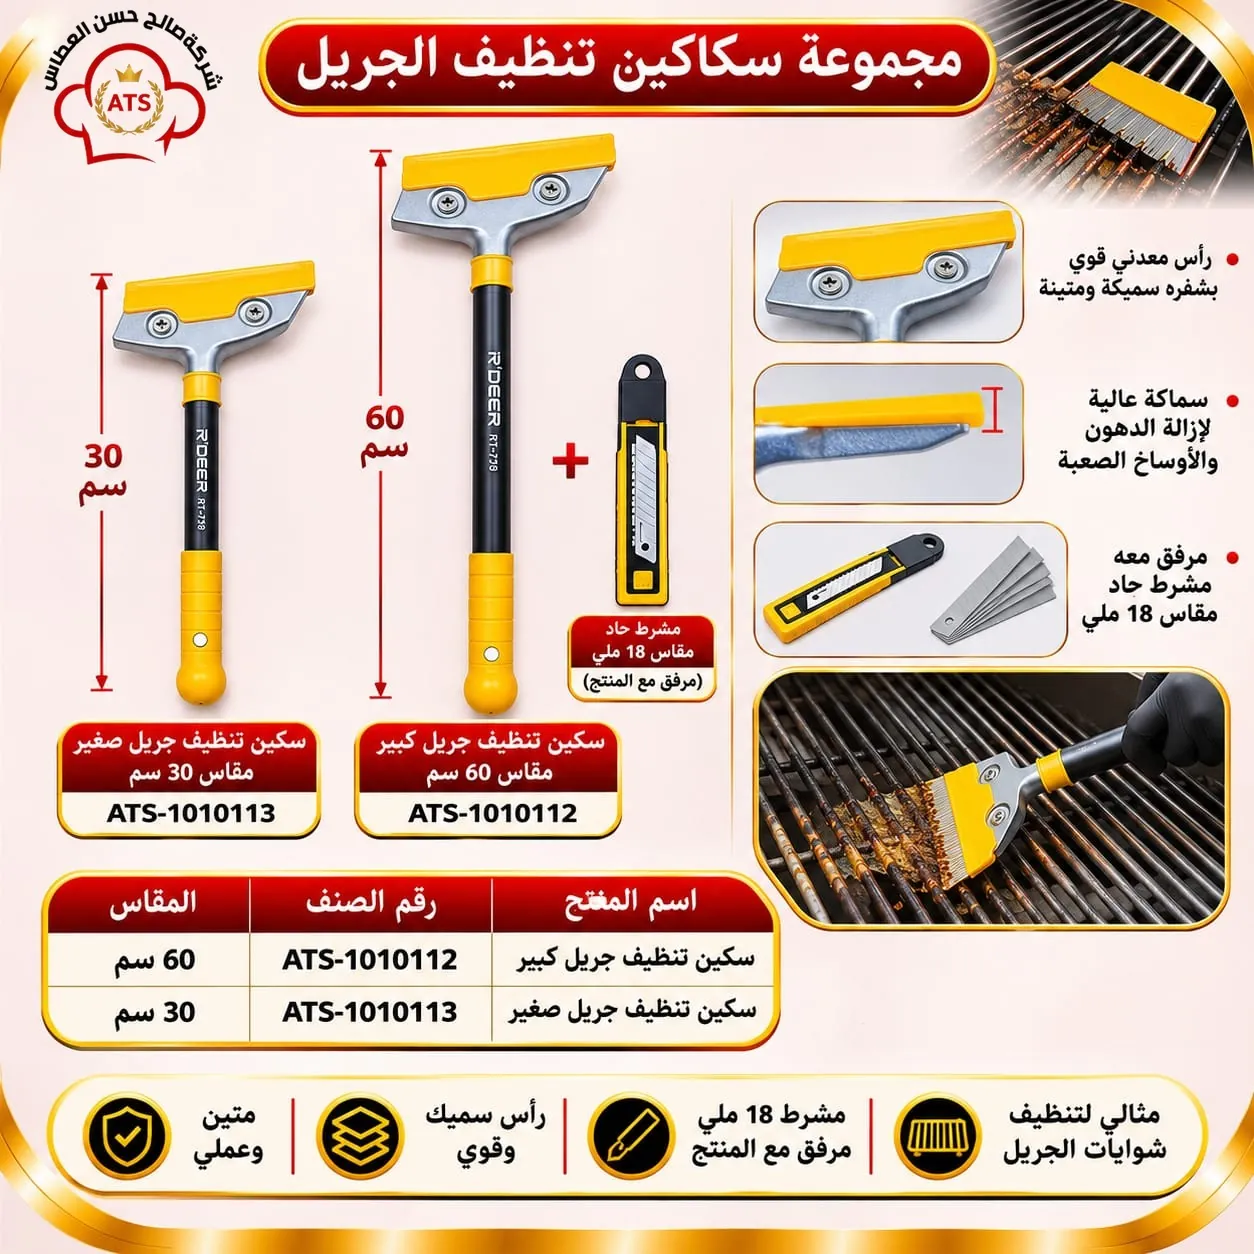 شركة صالح حسن العطاس
ATS
مجموعة سكاكين تنظيف الجريل
رأس معدني قوي
بشفره سميكة ومتينة
سماكة عالية
لإزالة الدهون
والأوساخ الصعبة
مرفق معه
مشرط حاد
مقاس 18 ملي
30
سم
60
سم
R'DEER RT-758
R'DEER RT-758
+
مشرط حاد
مقاس 18 ملي
(مرفق مع المنتج)
سكين تنظيف جريل كبير
مقاس 60 سم
ATS-1010112
سكين تنظيف جريل صغير
مقاس 30 سم
ATS-1010113
اسم المنتج رقم الصنف المقاس
سكين تنظيف جريل كبير ATS-1010112 60 سم
سكين تنظيف جريل صغير ATS-1010113 30 سم
مثالي لتنظيف
شوايات الجريل
مشرط 18 ملي
مرفق مع المنتج
رأس سميك
وقوي
متين
وعملي